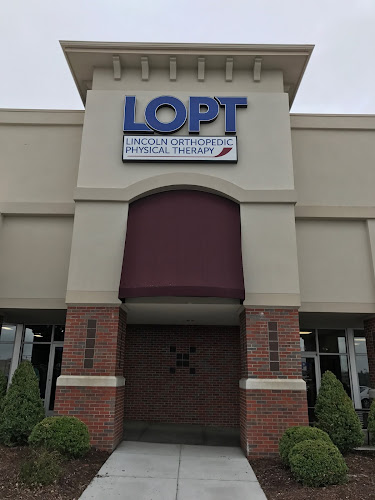 LOPT
LINCOLN ORTHOPEDIC
PHYSICAL THERAPY